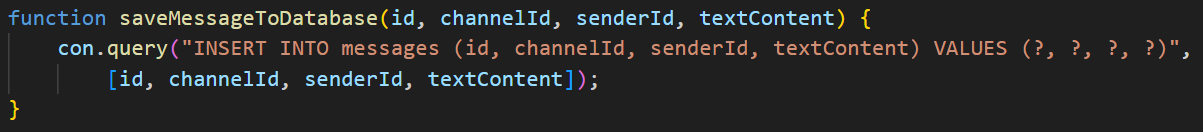 function saveMessageToDatabase(id, channelId, senderId, textContent) {
    con.query("INSERT INTO messages (id, channelId, senderId, textContent) VALUES (?, ?, ?, ?)",
        [id, channelId, senderId, textContent]);
}